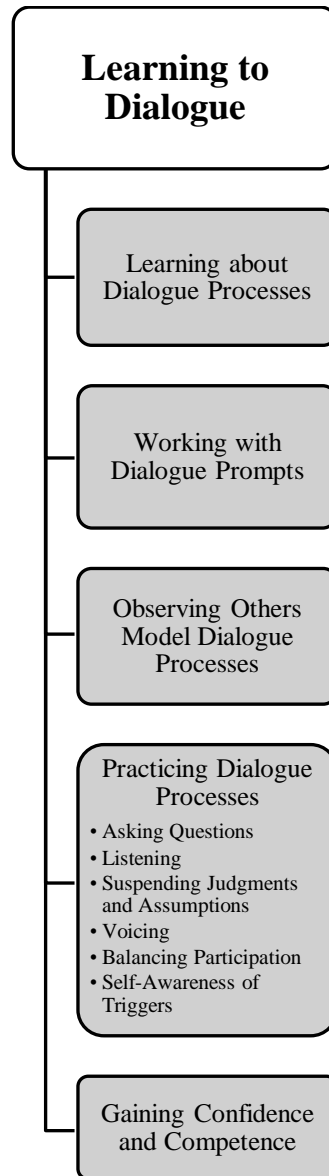 Learning to
Dialogue
Learning about
Dialogue Processes
Working with
Dialogue Prompts
Observing Others
Model Dialogue
Processes
Practicing Dialogue
Processes
• Asking Questions
• Listening
• Suspending Judgments
and Assumptions
• Voicing
• Balancing Participation
• Self-Awareness of
Triggers
Gaining Confidence
and Competence